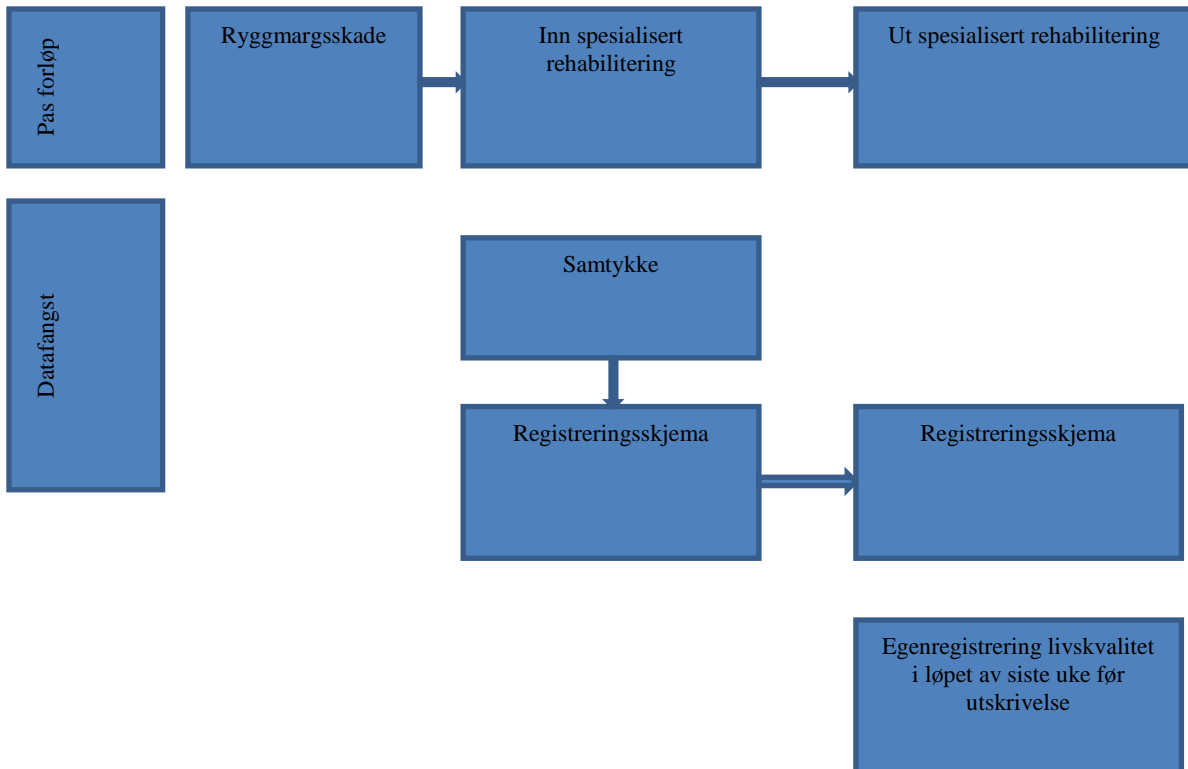 Pas forløp
Ryggmargsskade
Inn spesialisert
rehabilitering
Ut spesialisert rehabilitering
Datafangst
Samtykke
Registreringsskjema
Registreringsskjema
Egenregistrering livskvalitet
i løpet av siste uke før
utskrivelse